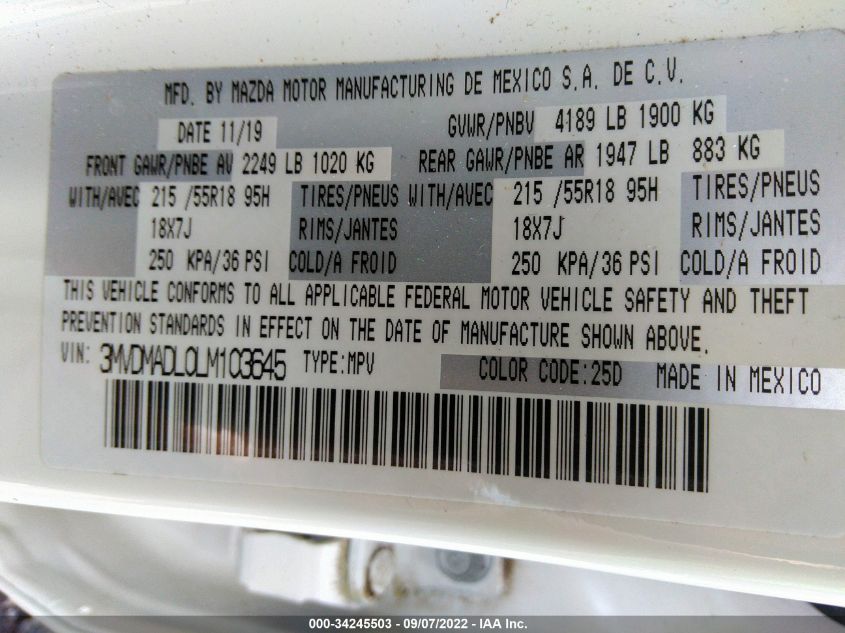 MFD. BY MAZDA MOTOR MANUFACTURING DE MEXICO S.A. DE C.V.
DATE 11/19 GVWR/PNBV 4189 LB 1900 KG
FRONT GAWR/PNBE AV 2249 LB 1020 KG REAR GAWR/PNBE AR 1947 LB 883 KG
WITH/AVEC 215 /55R18 95H TIRES/PNEUS WITH/AVEC 215 /55R18 95H TIRES/PNEUS
18X7J RIMS/JANTES 18X7J RIMS/JANTES
250 KPA/36 PSI COLD/A FROID 250 KPA/36 PSI COLD/A FROID
THIS VEHICLE CONFORMS TO ALL APPLICABLE FEDERAL MOTOR VEHICLE SAFETY AND THEFT
PREVENTION STANDARDS IN EFFECT ON THE DATE OF MANUFACTURE SHOWN ABOVE.
VIN: 3MVDMADL0LM103645 TYPE:MPV COLOR CODE:25D MADE IN MEXICO
000-34245503 - 09/07/2022 - IAA Inc.